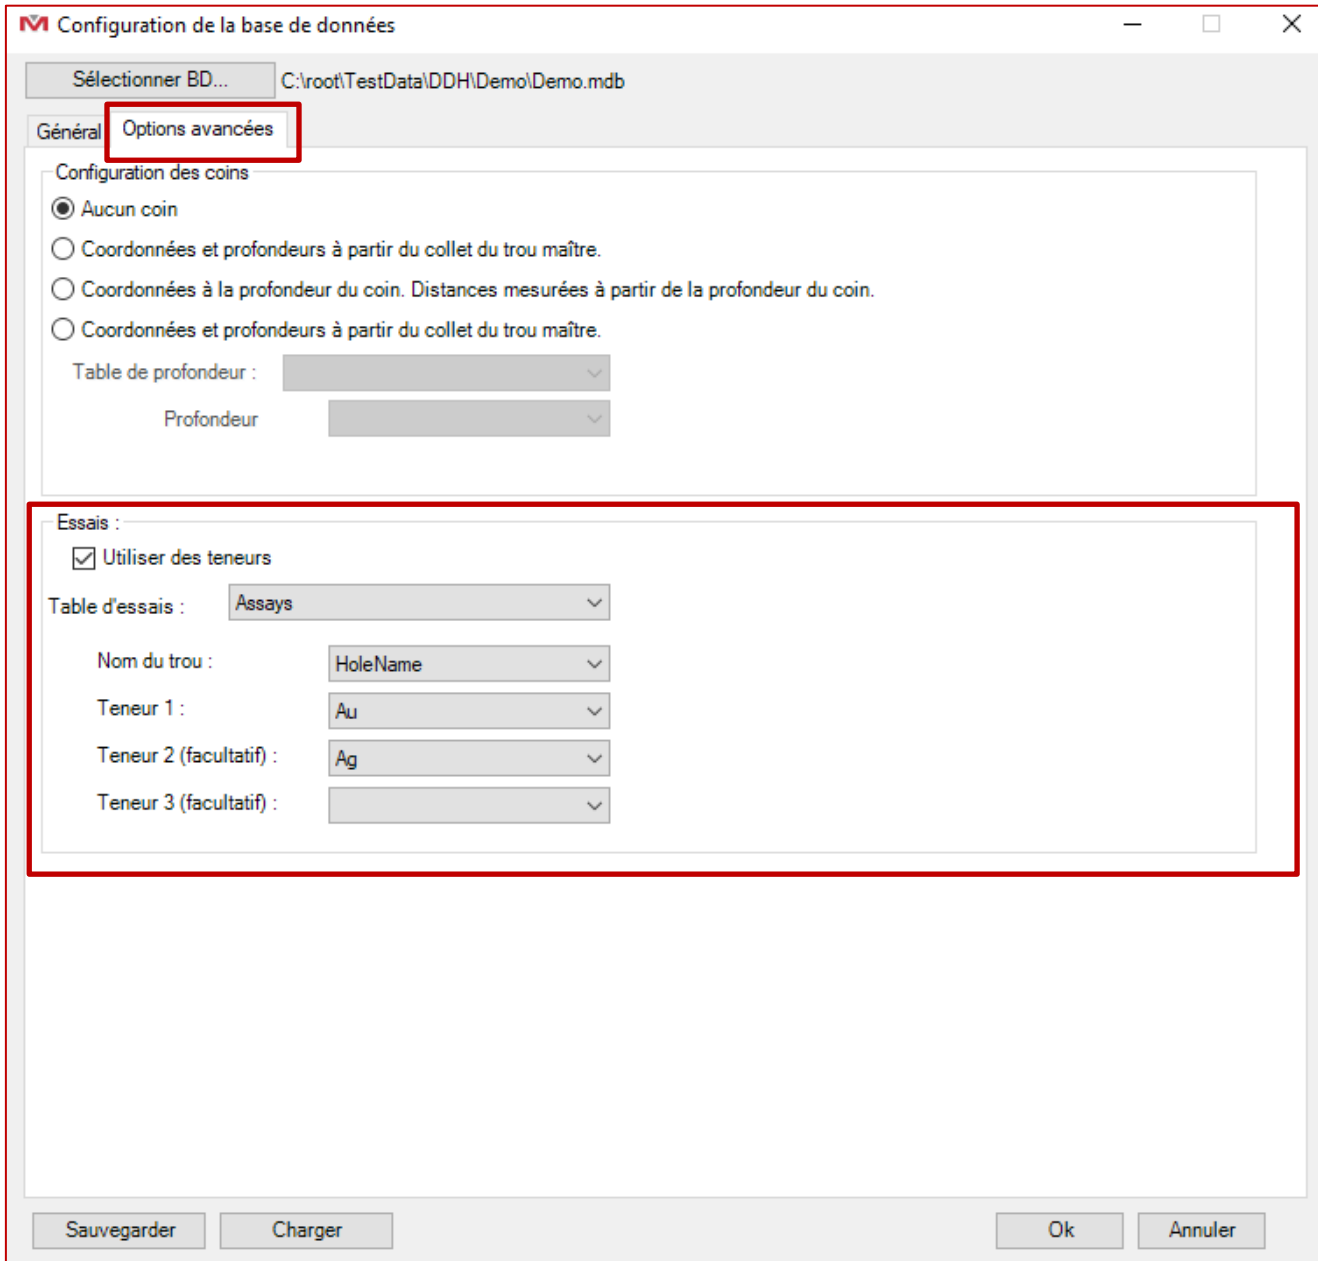 Configuration de la base de données
Sélectionner BD... C:\root\TestData\DDH\Demo\Demo.mdb
Général Options avancées
Configuration des coins
Aucun coin
Coordonnées et profondeurs à partir du collet du trou maître.
Coordonnées à la profondeur du coin. Distances mesurées à partir de la profondeur du coin.
Coordonnées et profondeurs à partir du collet du trou maître.
Table de profondeur :
Profondeur
Essais :
Utiliser des teneurs
Table d'essais : Assays
Nom du trou : HoleName
Teneur 1 : Au
Teneur 2 (facultatif) : Ag
Teneur 3 (facultatif) :
Sauvegarder Charger Ok Annuler